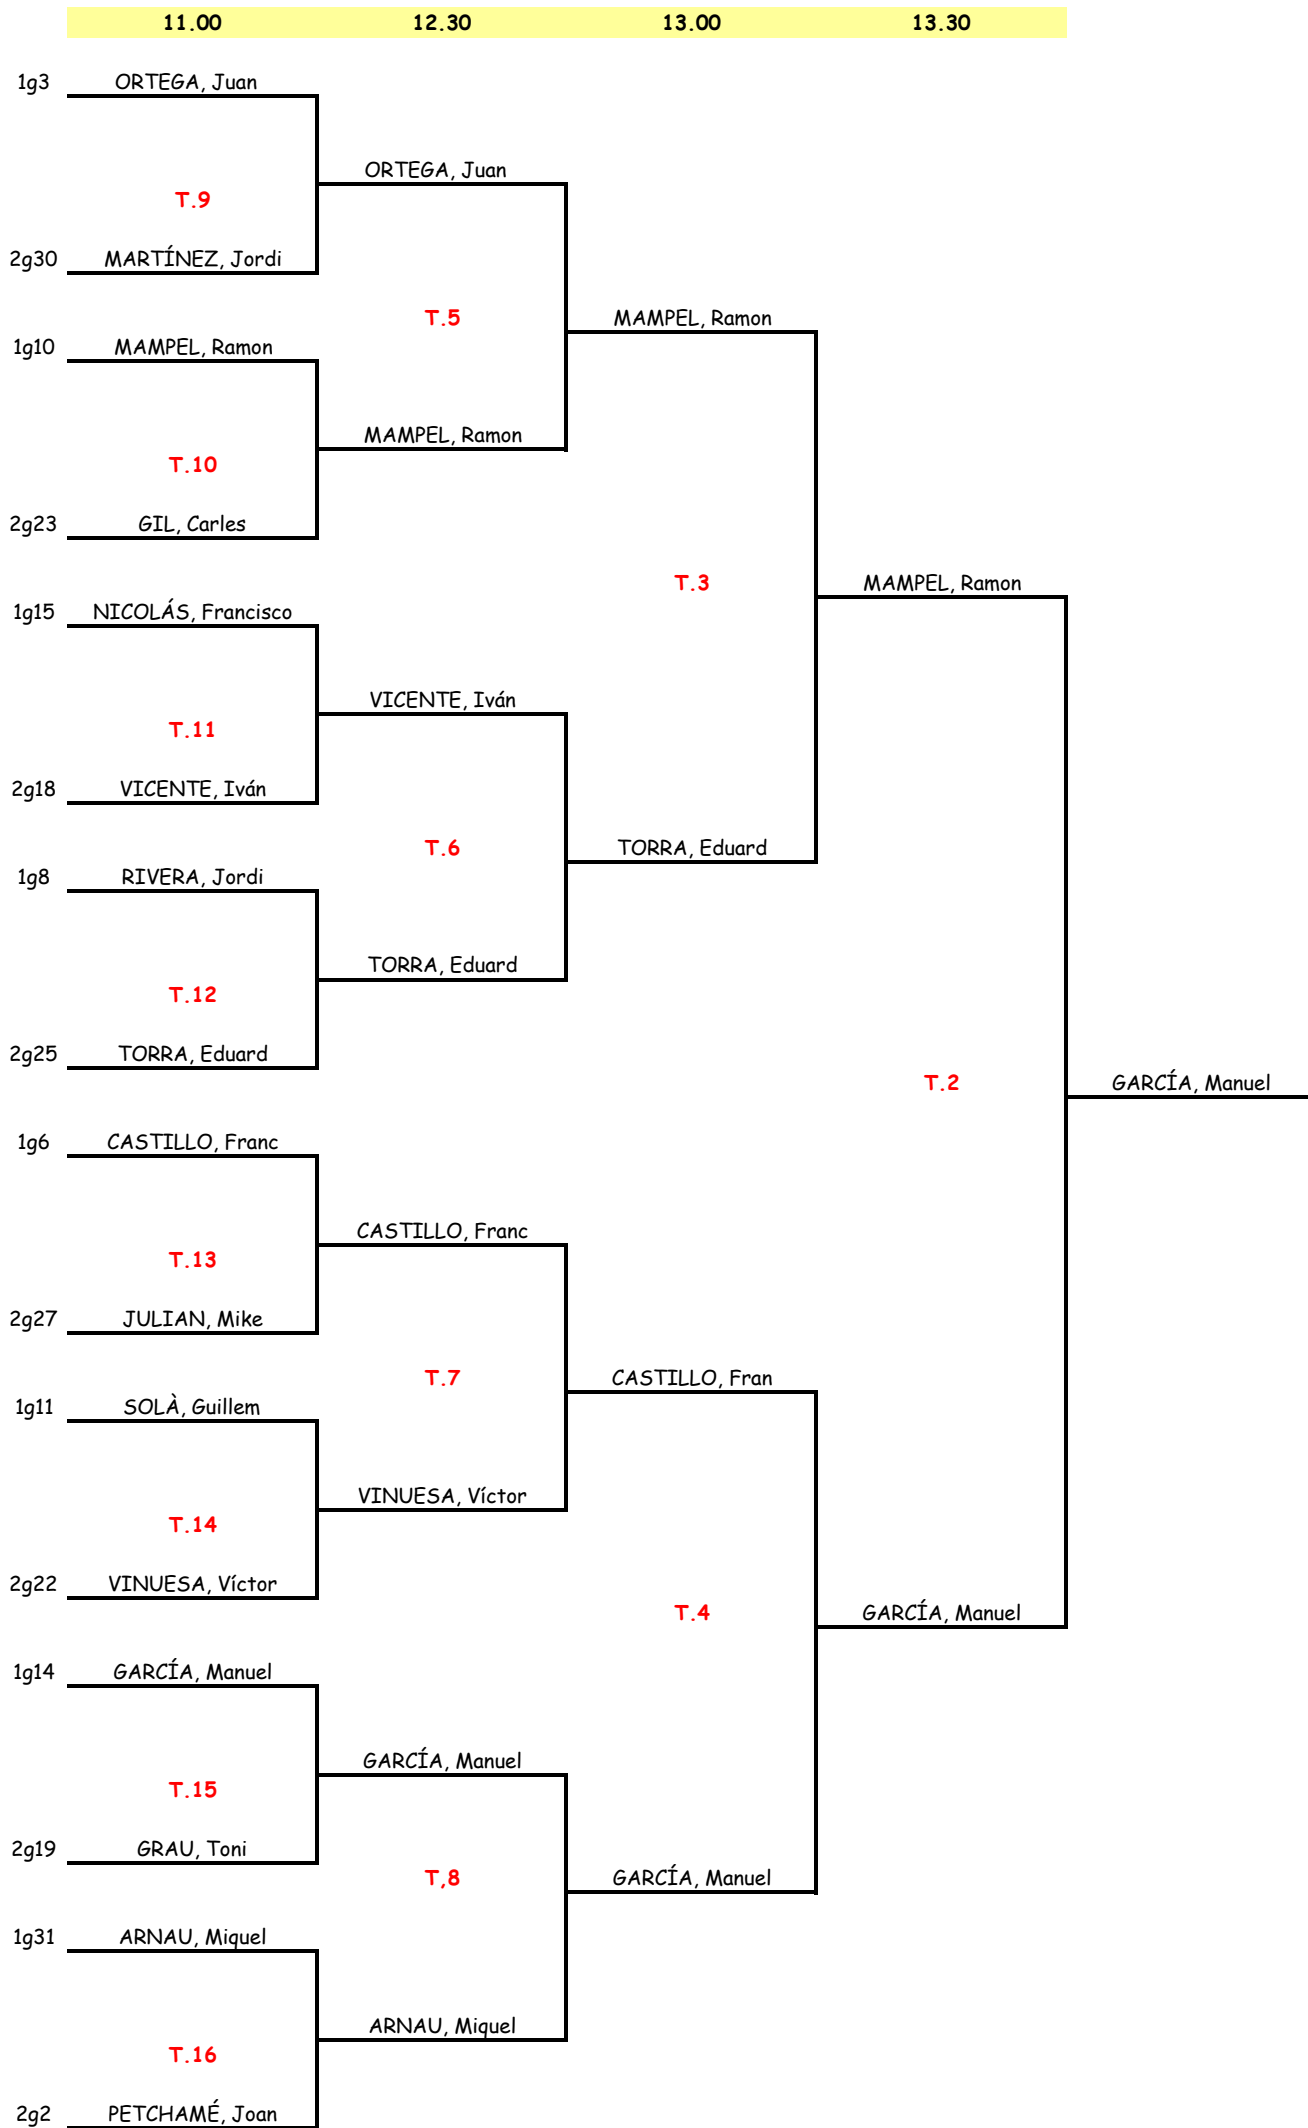 11.00 12.30 13.00 13.30
1g3 ORTEGA, Juan
ORTEGA, Juan
T.9
2g30 MARTÍNEZ, Jordi
T.5 MAMPEL, Ramon
1g10 MAMPEL, Ramon
MAMPEL, Ramon
T.10
2g23 GIL, Carles
T.3 MAMPEL, Ramon
1g15 NICOLÁS, Francisco
VICENTE, Iván
T.11
2g18 VICENTE, Iván
T.6 TORRA, Eduard
1g8 RIVERA, Jordi
TORRA, Eduard
T.12
2g25 TORRA, Eduard
T.2 GARCÍA, Manuel
1g6 CASTILLO, Franc
CASTILLO, Franc
T.13
2g27 JULIAN, Mike
T.7 CASTILLO, Fran
1g11 SOLÀ, Guillem
VINUESA, Víctor
T.14
2g22 VINUESA, Víctor
T.4 GARCÍA, Manuel
1g14 GARCÍA, Manuel
GARCÍA, Manuel
T.15
2g19 GRAU, Toni
T,8 GARCÍA, Manuel
1g31 ARNAU, Miquel
ARNAU, Miquel
T.16
2g2 PETCHAMÉ, Joan